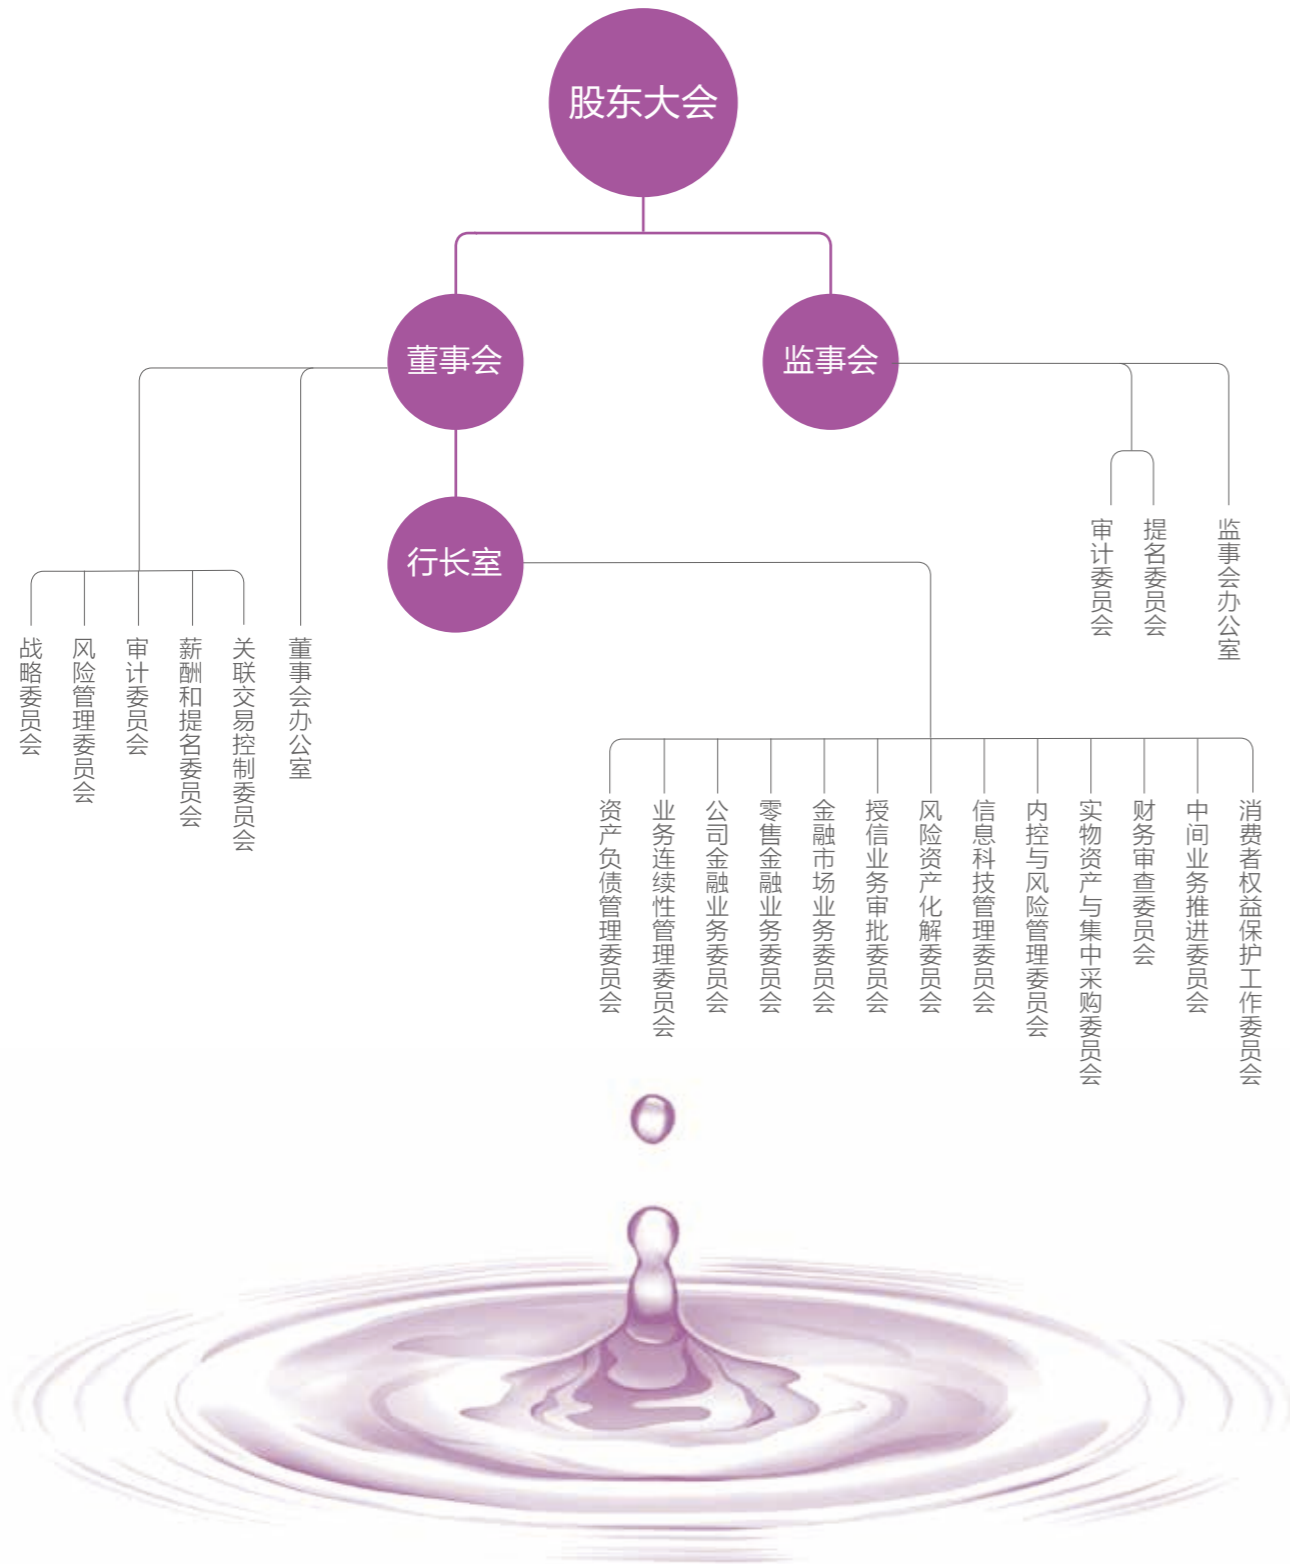 股东大会
董事会
监事会
行长室
战略委员会
风险管理委员会
审计委员会
薪酬和提名委员会
关联交易控制委员会
董事会办公室
审计委员会
提名委员会
监事会办公室
资产负债管理委员会
业务连续性管理委员会
公司金融业务委员会
零售金融业务委员会
金融市场业务委员会
授信业务审批委员会
风险资产化解委员会
信息科技管理委员会
内控与风险管理委员会
实物资产与集中采购委员会
财务审查委员会
中间业务推进委员会
消费者权益保护工作委员会